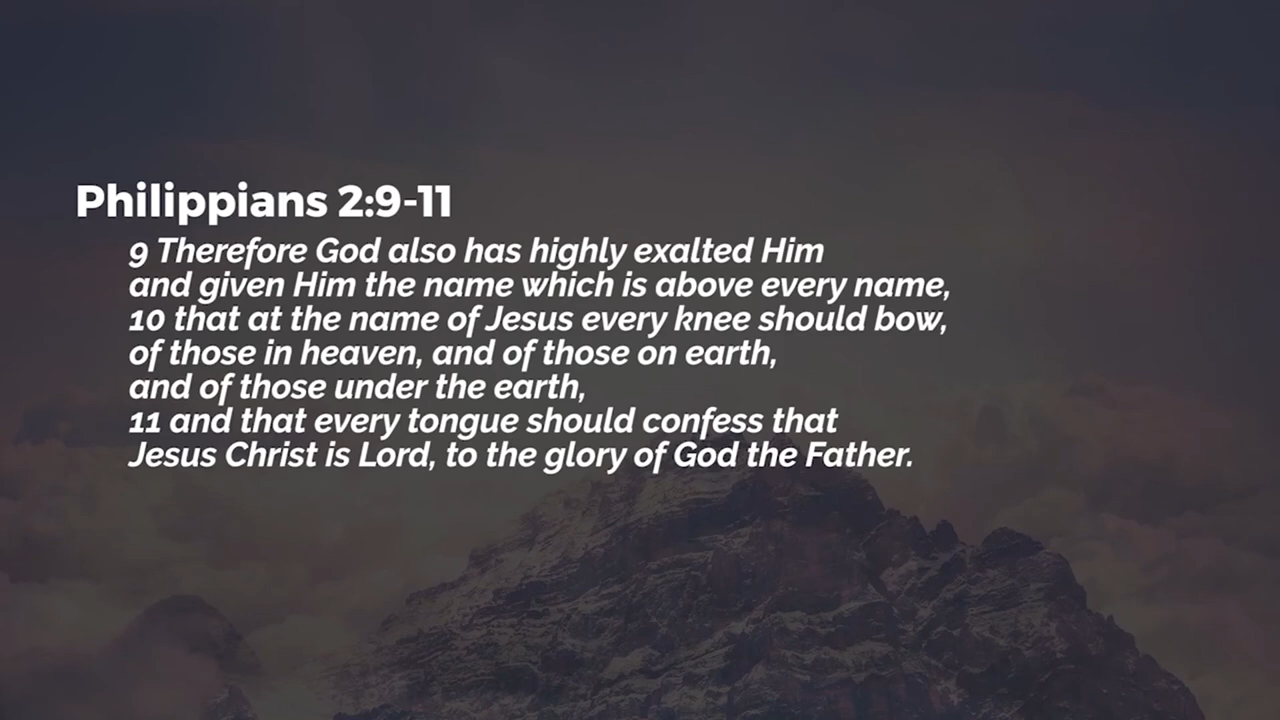 Philippians 2:9-11
9 Therefore God also has highly exalted Him
and given Him the name which is above every name,
10 that at the name of Jesus every knee should bow,
of those in heaven, and of those on earth,
and of those under the earth,
11 and that every tongue should confess that
Jesus Christ is Lord, to the glory of God the Father.